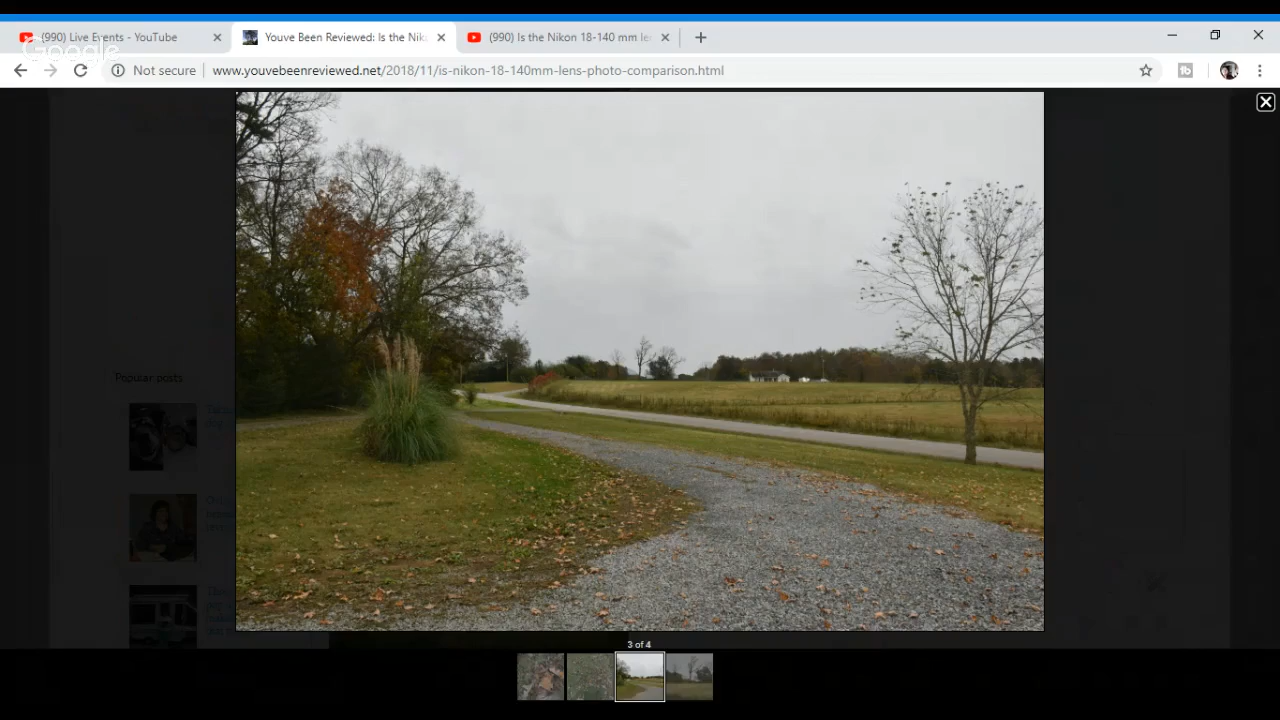 (990) Live Events - YouTube
Youve Been Reviewed: Is the Nik
(990) Is the Nikon 18-140 mm le
Google
Not secure
www.youvebeenreviewed.net/2018/11/is-nikon-18-140mm-lens-photo-comparison.html
Popular posts
3 of 4